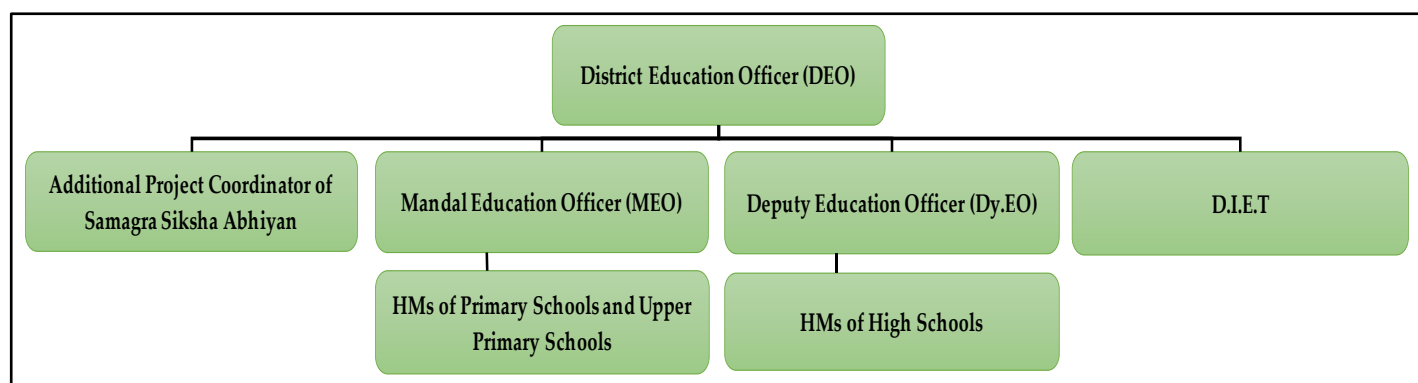 District Education Officer (DEO)
Additional Project Coordinator of
Samagra Siksha Abhiyan
Mandal Education Officer (MEO)
Deputy Education Officer (Dy.EO)
D.I.E.T
HMs of Primary Schools and Upper
Primary Schools
HMs of High Schools